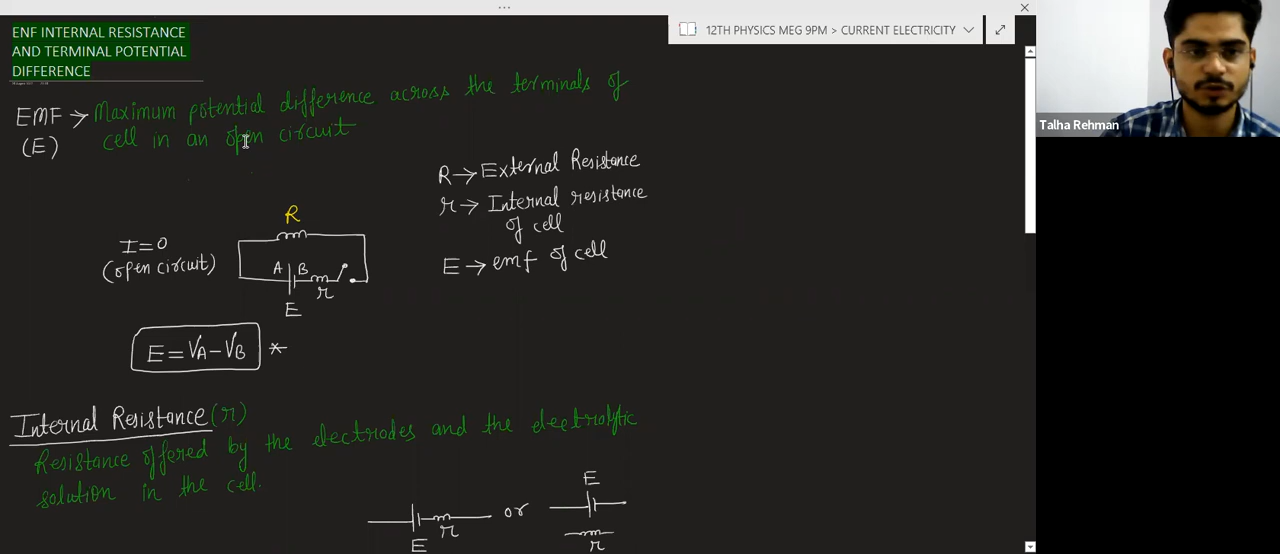 ENF INTERNAL RESISTANCE
AND TERMINAL POTENTIAL
DIFFERENCE
12TH PHYSICS MEG 9PM > CURRENT ELECTRICITY
Talha Rehman
EMF → Maximum potential difference across the terminals of
(E) cell in an open circuit
R → External Resistance
r → Internal resistance
of cell
E → emf of cell
R
I = 0
(open circuit)
A B
r
E
E = VA - VB *
Internal Resistance (r)
Resistance offered by the electrodes and the electrolytic
solution in the cell.
E
or
r
E
r